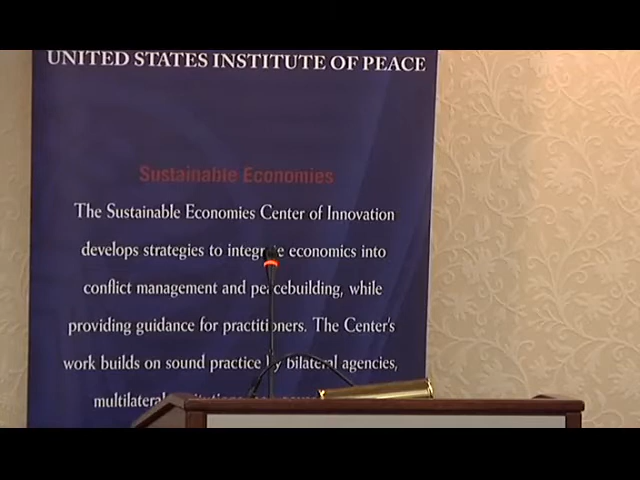 UNITED STATES INSTITUTE OF PEACE
Sustainable Economies
The Sustainable Economies Center of Innovation
develops strategies to integrate economics into
conflict management and peacebuilding, while
providing guidance for practitioners. The Center's
work builds on sound practice by bilateral agencies,
multilateral